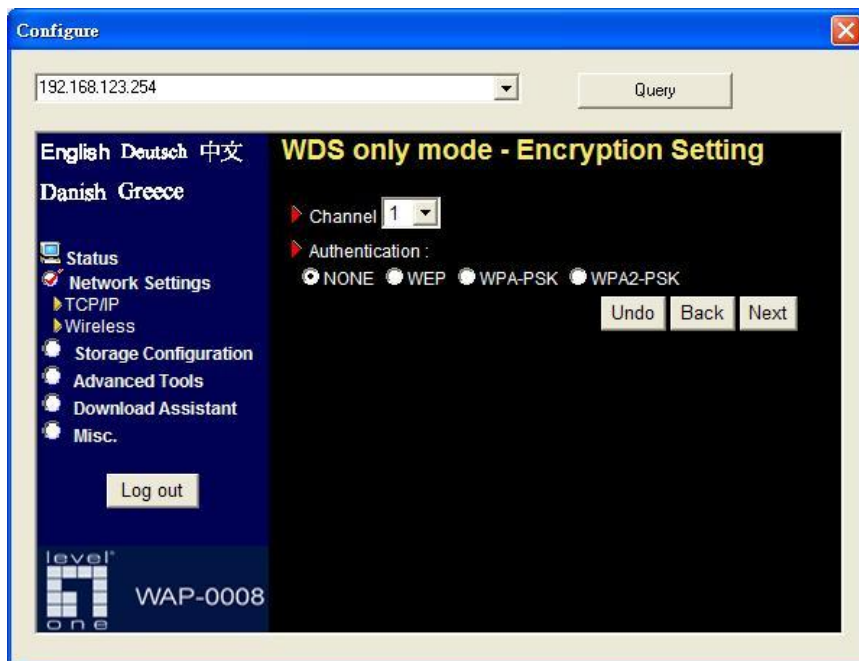 Configure
192.168.123.254
Query
English Deutsch 中文
Danish Greece
Status
Network Settings
TCP/IP
Wireless
Storage Configuration
Advanced Tools
Download Assistant
Misc.
Log out
level
one
WAP-0008
WDS only mode - Encryption Setting
Channel 1
Authentication :
NONE WEP WPA-PSK WPA2-PSK
Undo Back Next